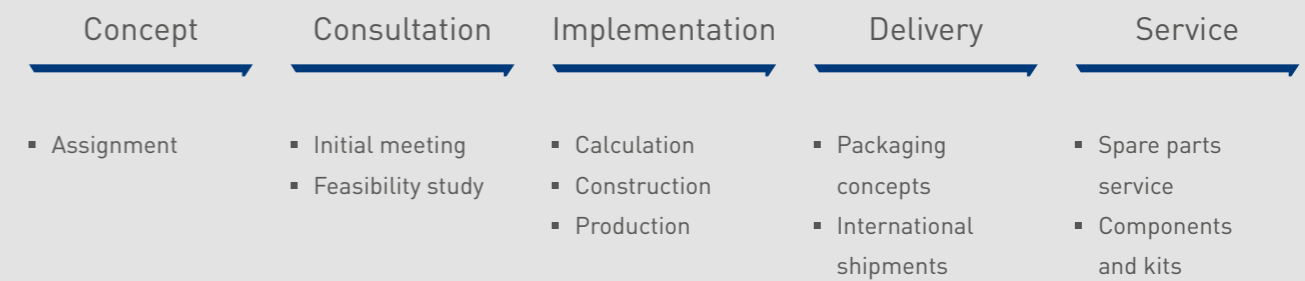 Concept
▪ Assignment
Consultation
▪ Initial meeting
▪ Feasibility study
Implementation
▪ Calculation
▪ Construction
▪ Production
Delivery
▪ Packaging
concepts
▪ International
shipments
Service
▪ Spare parts
service
▪ Components
and kits